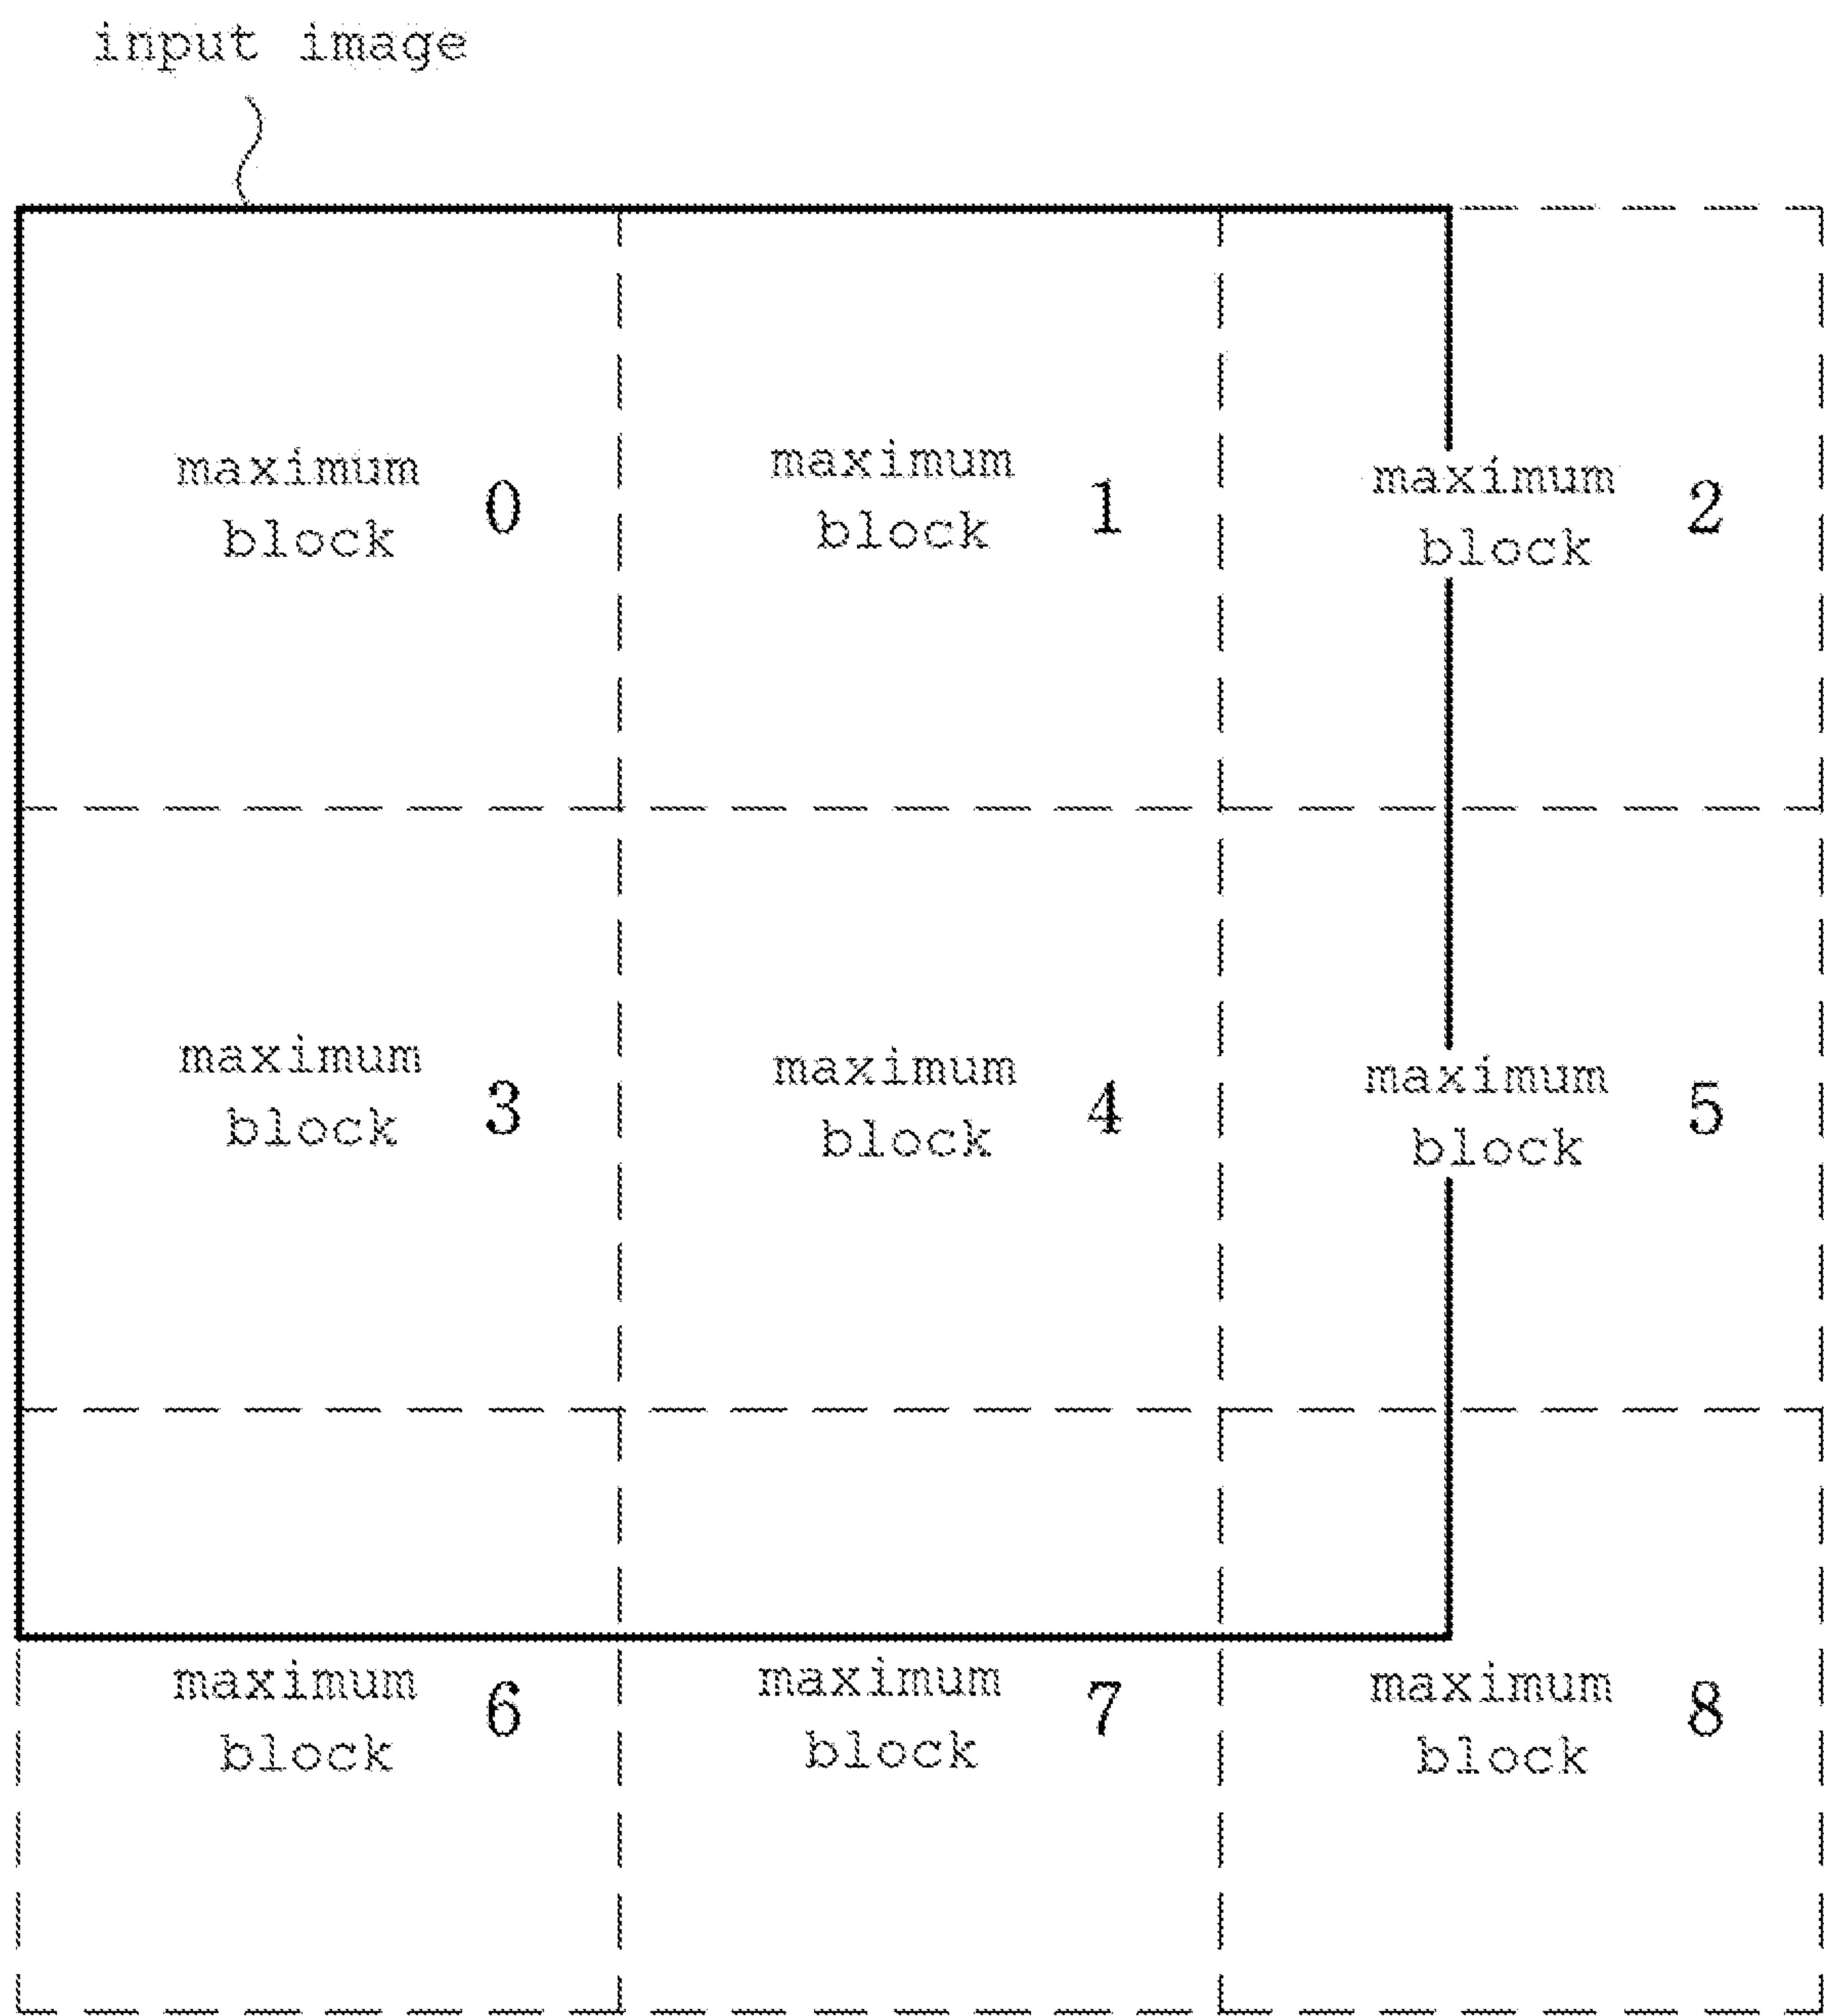 input image
maximum
block 0
maximum
block 1
maximum
block 2
maximum
block 3
maximum
block 4
maximum
block 5
maximum
block 6
maximum
block 7
maximum
block 8